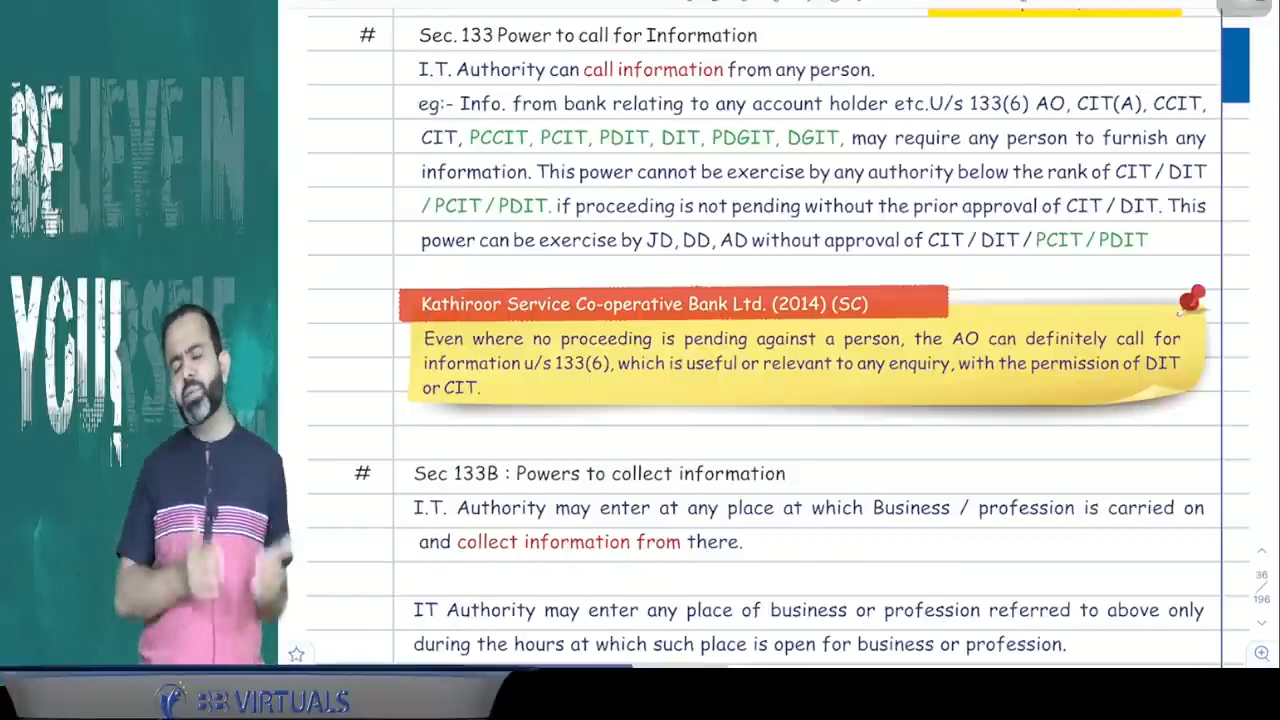 BELIEVE IN
YOURSELF
# Sec. 133 Power to call for Information
I.T. Authority can call information from any person.
eg:- Info. from bank relating to any account holder etc.U/s 133(6) AO, CIT(A), CCIT,
CIT, PCCIT, PCIT, PDIT, DIT, PDGIT, DGIT, may require any person to furnish any
information. This power cannot be exercise by any authority below the rank of CIT / DIT
/ PCIT / PDIT. if proceeding is not pending without the prior approval of CIT / DIT. This
power can be exercise by JD, DD, AD without approval of CIT / DIT / PCIT / PDIT
Kathiroor Service Co-operative Bank Ltd. (2014) (SC)
Even where no proceeding is pending against a person, the AO can definitely call for
information u/s 133(6), which is useful or relevant to any enquiry, with the permission of DIT
or CIT.
# Sec 133B : Powers to collect information
I.T. Authority may enter at any place at which Business / profession is carried on
and collect information from there.
IT Authority may enter any place of business or profession referred to above only
during the hours at which such place is open for business or profession.
36
/
196
BB VIRTUALS